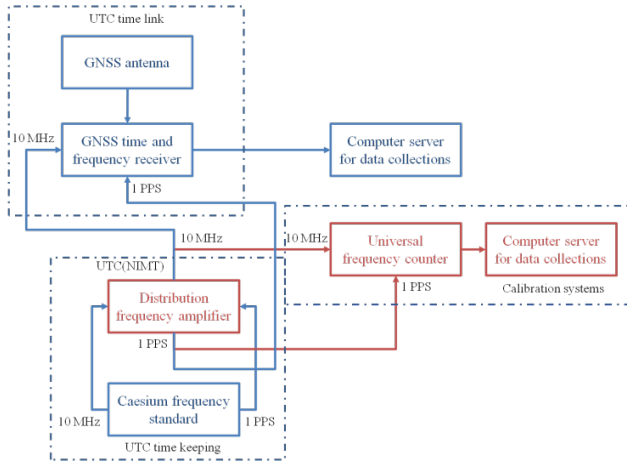 UTC time link
GNSS antenna
10 MHz
GNSS time and
frequency receiver
Computer server
for data collections
1 PPS
10 MHz
10 MHz
Universal
frequency counter
Computer server
for data collections
UTC(NIMT)
1 PPS
Calibration systems
Distribution
frequency amplifier
1 PPS
Caesium frequency
standard
10 MHz
1 PPS
UTC time keeping